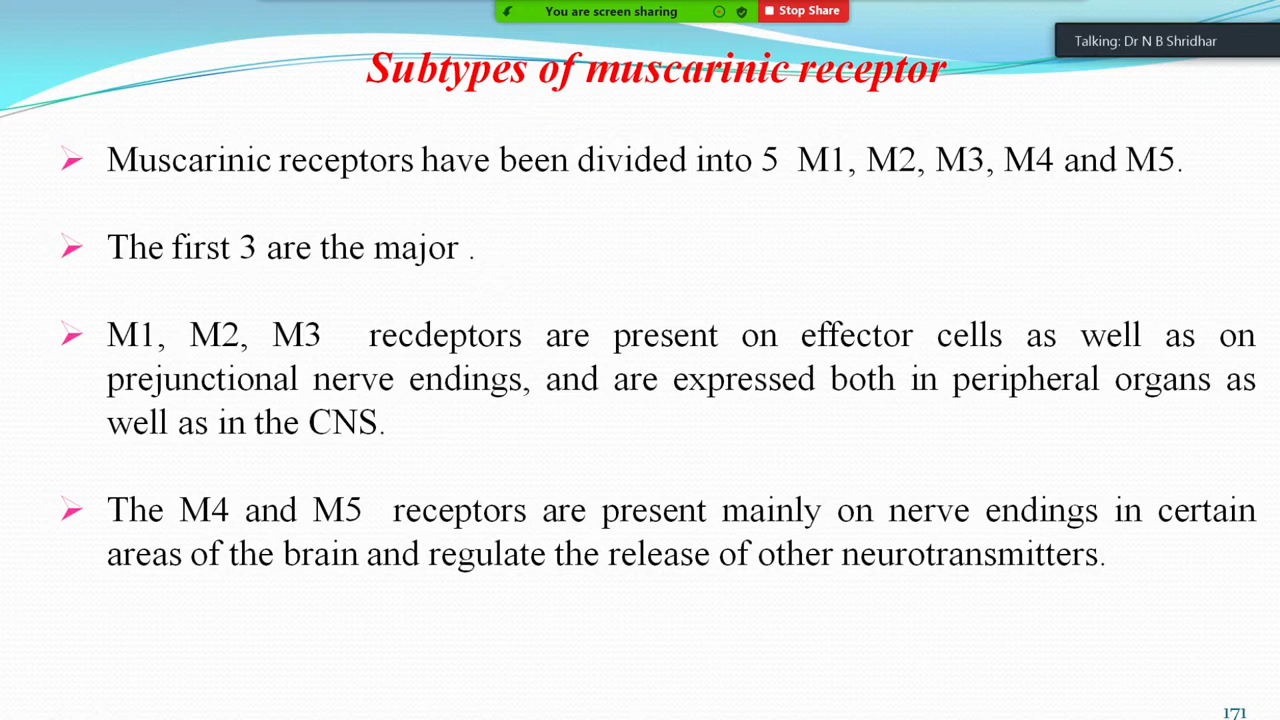 You are screen sharing
Stop Share
Talking: Dr N B Shridhar
Subtypes of muscarinic receptor
Muscarinic receptors have been divided into 5 M1, M2, M3, M4 and M5.
The first 3 are the major .
M1, M2, M3 recdeptors are present on effector cells as well as on
prejunctional nerve endings, and are expressed both in peripheral organs as
well as in the CNS.
The M4 and M5 receptors are present mainly on nerve endings in certain
areas of the brain and regulate the release of other neurotransmitters.
171